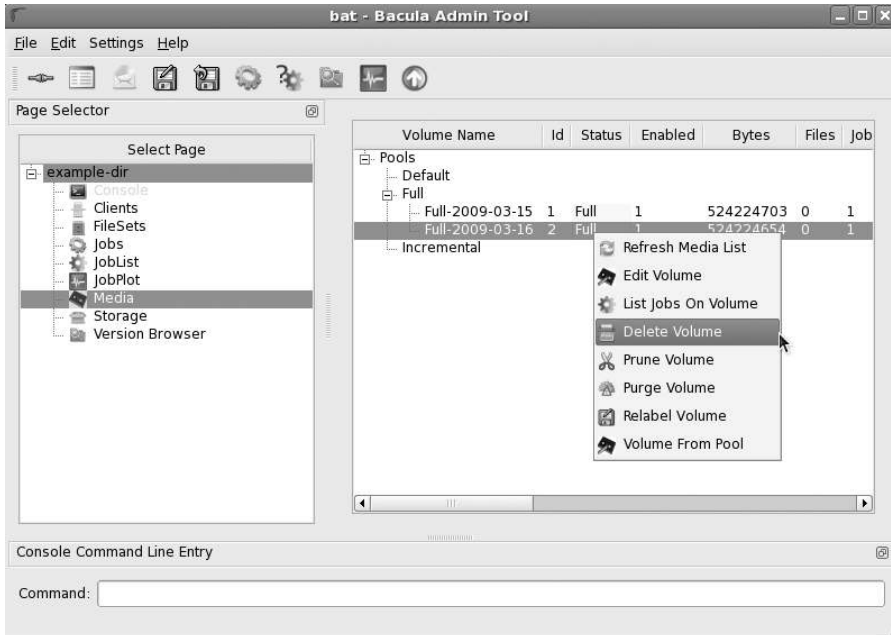 bat - Bacula Admin Tool
File Edit Settings Help
Page Selector
Select Page
example-dir
Console
Clients
FileSets
Jobs
JobList
JobPlot
Media
Storage
Version Browser
Volume Name Id Status Enabled Bytes Files Job
Pools
Default
Full
Full-2009-03-15 1 Full 1 524224703 0 1
Full-2009-03-16 2 Full 1 524224654 0 1
Incremental
Refresh Media List
Edit Volume
List Jobs On Volume
Delete Volume
Prune Volume
Purge Volume
Relabel Volume
Volume From Pool
Console Command Line Entry
Command: